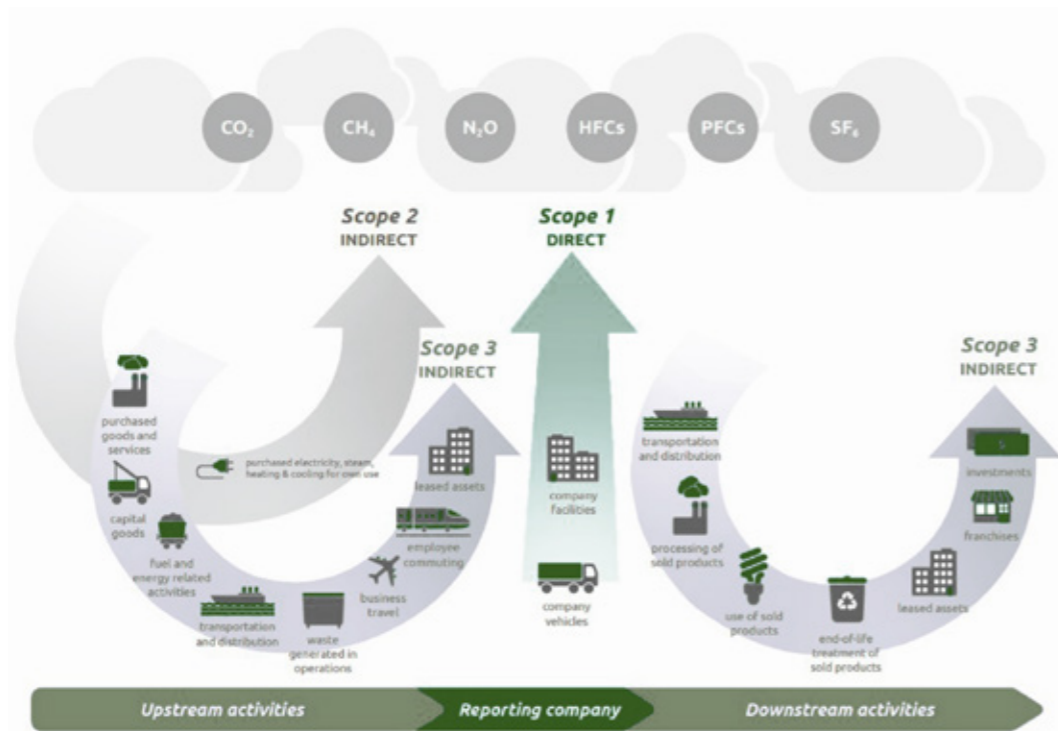 CO₂
CH₄
N₂O
HFCs
PFCs
SF₆
Scope 2
INDIRECT
Scope 1
DIRECT
Scope 3
INDIRECT
Scope 3
INDIRECT
purchased
goods and
services
capital
goods
fuel and
energy related
activities
transportation
and distribution
waste
generated in
operations
business
travel
employee
commuting
leased assets
purchased electricity, steam,
heating & cooling for own use
company
facilities
company
vehicles
transportation
and distribution
processing of
sold products
use of sold
products
end-of-life
treatment of
sold products
leased assets
franchises
investments
Upstream activities
Reporting company
Downstream activities